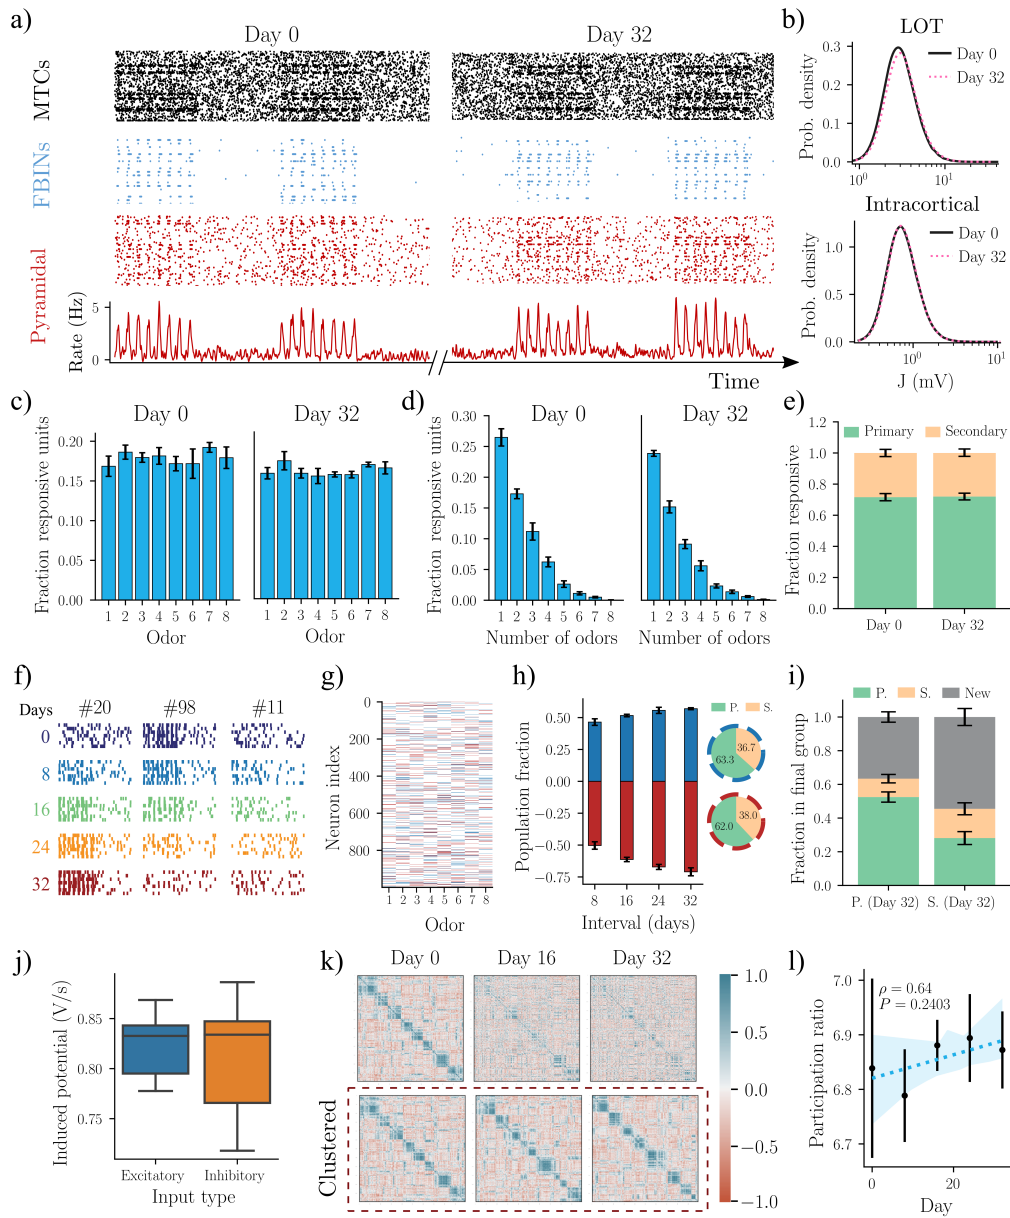 a)
Day 0
Day 32
MTCs
FBINs
Pyramidal
Rate (Hz)
5
0
Time
b)
LOT
Prob. density
0.3
0.2
0.1
0.0
Day 0
Day 32
10⁰
10¹
Intracortical
Prob. density
1.0
0.5
0.0
Day 0
Day 32
10⁰
10¹
J (mV)
c)
Day 0
Day 32
Fraction responsive units
0.20
0.15
0.10
0.05
0.00
1 2 3 4 5 6 7 8
1 2 3 4 5 6 7 8
Odor
Odor
d)
Day 0
Day 32
Fraction responsive units
0.30
0.25
0.20
0.15
0.10
0.05
0.00
1 2 3 4 5 6 7 8
1 2 3 4 5 6 7 8
Number of odors
Number of odors
e)
Primary
Secondary
Fraction responsive
1.0
0.8
0.6
0.4
0.2
0.0
Day 0
Day 32
f)
Days
#20
#98
#11
0
8
16
24
32
g)
Neuron index
0
200
400
600
800
1 2 3 4 5 6 7 8
Odor
h)
P.
S.
Population fraction
0.50
0.25
0.00
−0.25
−0.50
−0.75
8
16
24
32
Interval (days)
36.7
63.3
38.0
62.0
i)
P.
S.
New
Fraction in final group
1.0
0.8
0.6
0.4
0.2
0.0
P. (Day 32)
S. (Day 32)
j)
Induced potential (V/s)
0.85
0.80
0.75
Excitatory
Inhibitory
Input type
k)
Day 0
Day 16
Day 32
Clustered
1.0
0.5
0.0
−0.5
−1.0
l)
Participation ratio
7.0
6.9
6.8
6.7
ρ = 0.64
P = 0.2403
0
20
Day